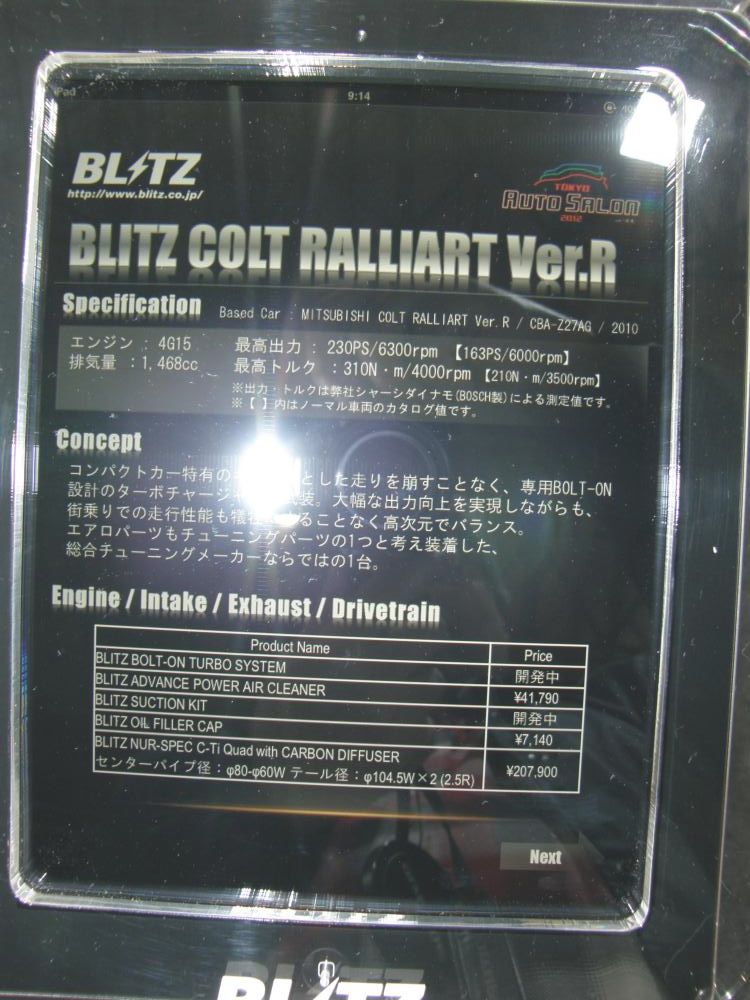 iPad
9:14
BLITZ
http://www.blitz.co.jp/
TOKYO
AUTO SALON
2012
BLITZ COLT RALLIART Ver.R
Specification
Based Car : MITSUBISHI COLT RALLIART Ver.R / CBA-Z27AG / 2010
エンジン : 4G15
最高出力 : 230PS/6300rpm 【163PS/6000rpm】
排気量 : 1,468cc
最高トルク : 310N・m/4000rpm 【210N・m/3500rpm】
※出力・トルクは弊社シャーシダイナモ(BOSCH製)による測定値です。
※【 】内はノーマル車両のカタログ値です。
Concept
コンパクトカー特有の とした走りを崩すことなく、専用BOLT-ON
設計のターボチャージャ 装。大幅な出力向上を実現しながらも、
街乗りでの走行性能も犠牲 ることなく高次元でバランス。
エアロパーツもチューニングパーツの1つと考え装着した、
総合チューニングメーカーならではの1台。
Engine / Intake / Exhaust / Drivetrain
Product Name Price
BLITZ BOLT-ON TURBO SYSTEM 開発中
BLITZ ADVANCE POWER AIR CLEANER ¥41,790
BLITZ SUCTION KIT 開発中
BLITZ OIL FILLER CAP ¥7,140
BLITZ NUR-SPEC C-Ti Quad with CARBON DIFFUSER
センターパイプ径：φ80-φ60W テール径：φ104.5W×2 (2.5R) ¥207,900
Next
BLITZ
BLITZ